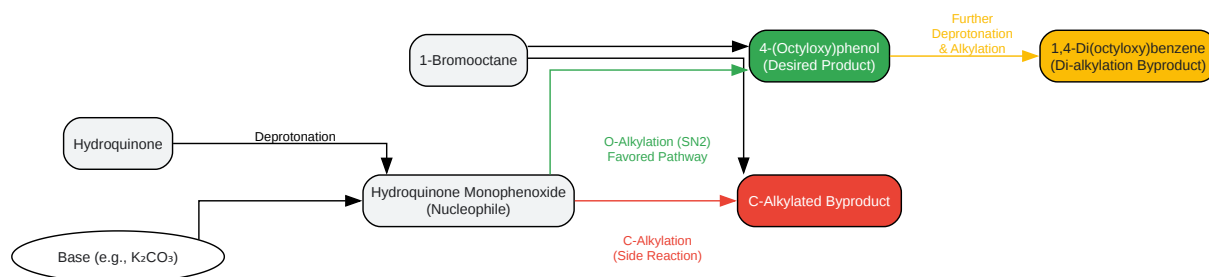 Further
Deprotonation
& Alkylation
1-Bromooctane
4-(Octyloxy)phenol
(Desired Product)
1,4-Di(octyloxy)benzene
(Di-alkylation Byproduct)
Hydroquinone
Deprotonation
O-Alkylation (SN2)
Favored Pathway
Hydroquinone Monophenoxide
(Nucleophile)
C-Alkylated Byproduct
C-Alkylation
(Side Reaction)
Base (e.g., K₂CO₃)